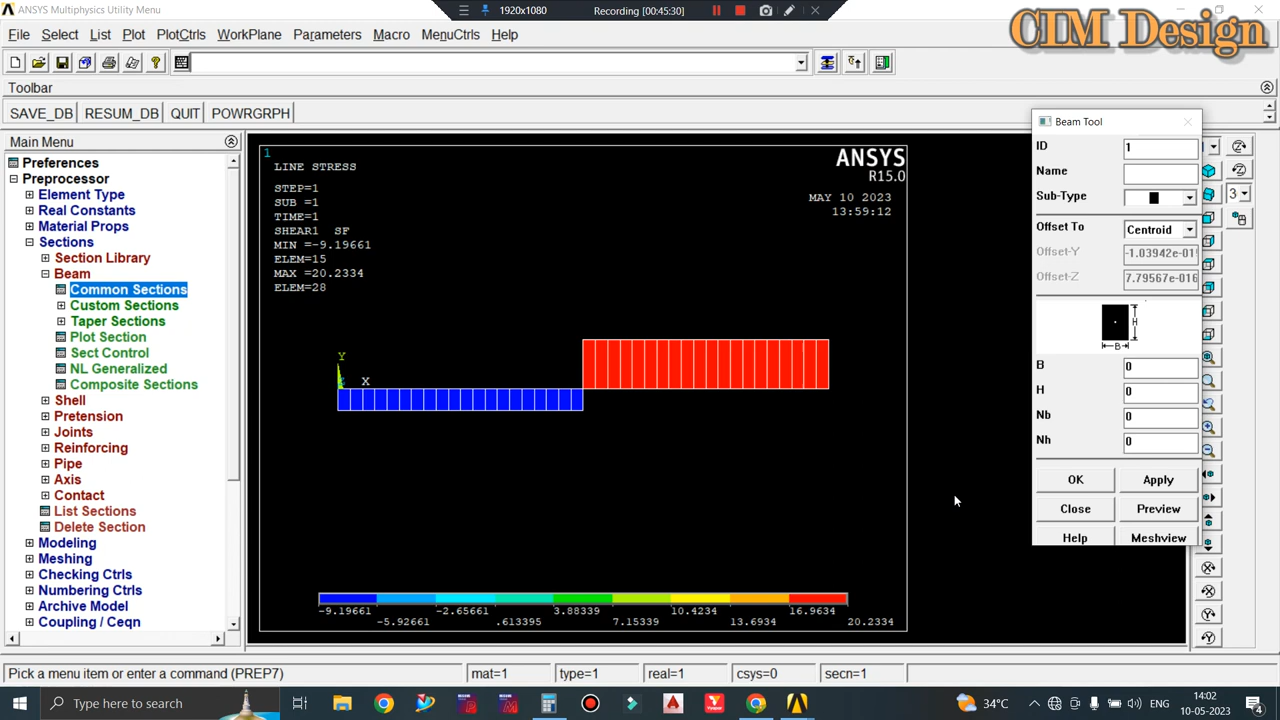 ANSYS Multiphysics Utility Menu
1920x1080
Recording [00:45:30]
CIM Design
File Select List Plot PlotCtrls WorkPlane Parameters Macro MenuCtrls Help
Toolbar
SAVE_DB RESUM_DB QUIT POWRGRPH
Main Menu
Preferences
Preprocessor
Element Type
Real Constants
Material Props
Sections
Section Library
Beam
Common Sections
Custom Sections
Taper Sections
Plot Section
Sect Control
NL Generalized
Composite Sections
Shell
Pretension
Joints
Reinforcing
Pipe
Axis
Contact
List Sections
Delete Section
Modeling
Meshing
Checking Ctrls
Numbering Ctrls
Archive Model
Coupling / Ceqn
1
LINE STRESS
STEP=1
SUB =1
TIME=1
SHEAR1 SF
MIN =-9.19661
ELEM=15
MAX =20.2334
ELEM=28
ANSYS
R15.0
MAY 10 2023
13:59:12
Y
X
-9.19661 -2.65661 3.88339 10.4234 16.9634
-5.92661 .613395 7.15339 13.6934 20.2334
Beam Tool
ID 1
Name
Sub-Type
Offset To Centroid
Offset-Y
Offset-Z 7.79567e-016
H
B
B 0
H 0
Nb 0
Nh 0
OK Apply
Close Preview
Help Meshview
3
Pick a menu item or enter a command (PREP7)
mat=1 type=1 real=1 csys=0 secn=1
Type here to search
34°C
ENG
14:02
10-05-2023
4